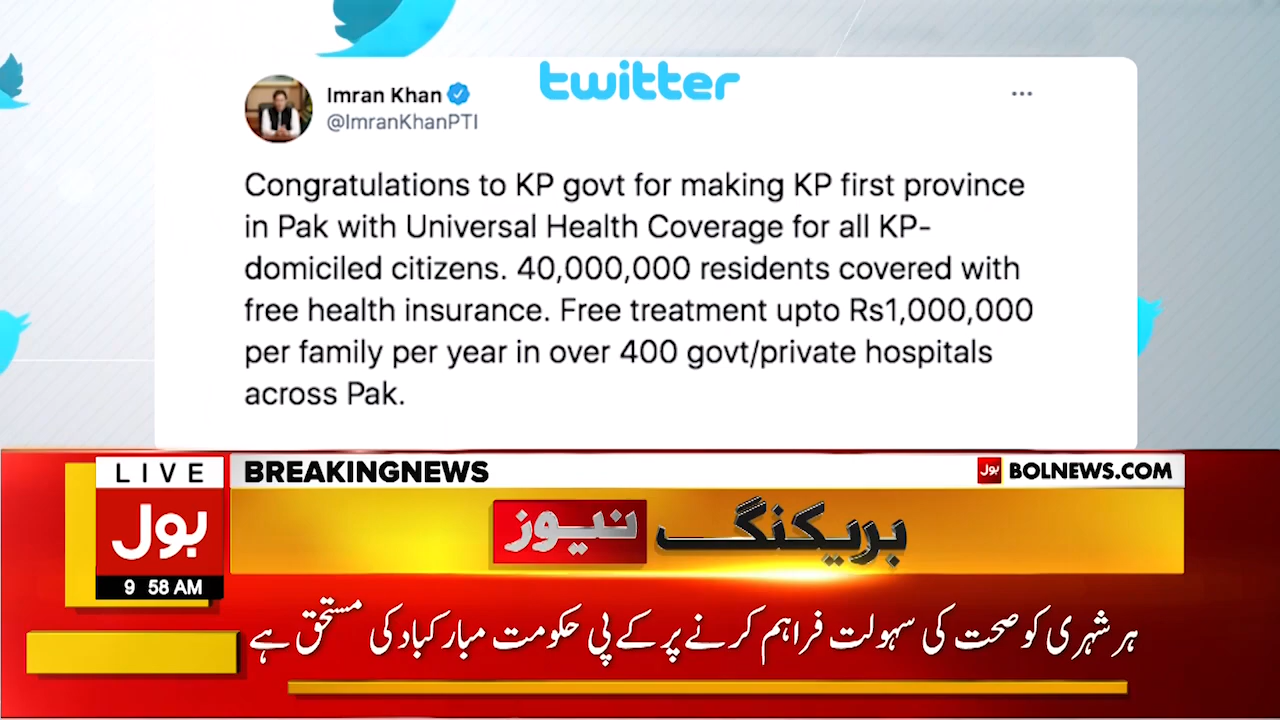 twitter
Imran Khan
@ImranKhanPTI
Congratulations to KP govt for making KP first province
in Pak with Universal Health Coverage for all KP-
domiciled citizens. 40,000,000 residents covered with
free health insurance. Free treatment upto Rs1,000,000
per family per year in over 400 govt/private hospitals
across Pak.
LIVE
BREAKINGNEWS
بول
BOLNEWS.COM
بول
بریکنگ نیوز
9 58 AM
ہر شہری کو صحت کی سہولت فراہم کرنے پر کے پی حکومت مبارکباد کی مستحق ہے